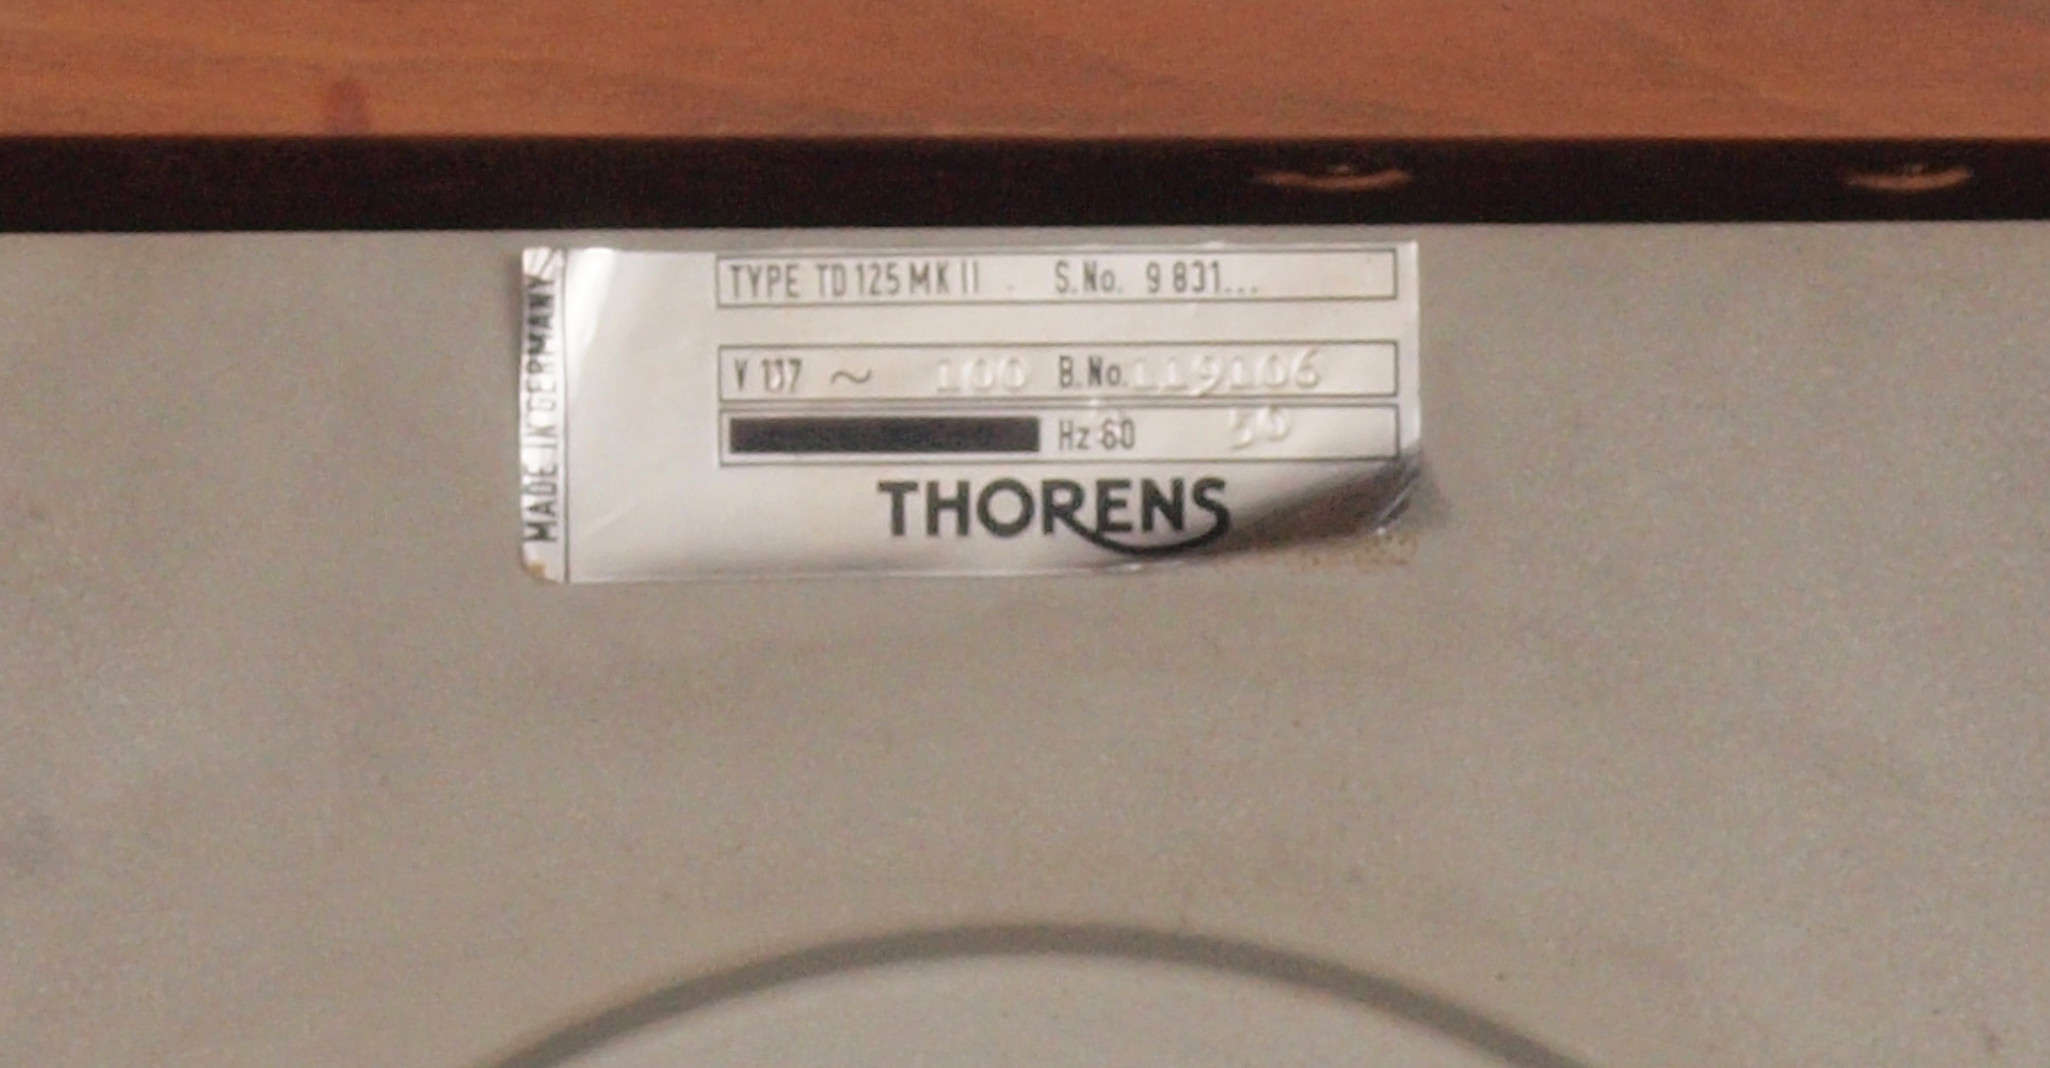 TYPE TD 125 MK II . S.No. 9 831...
V 117 ~ 100 B.No. 119106
Hz 60 50
THORENS
MADE IN GERMANY